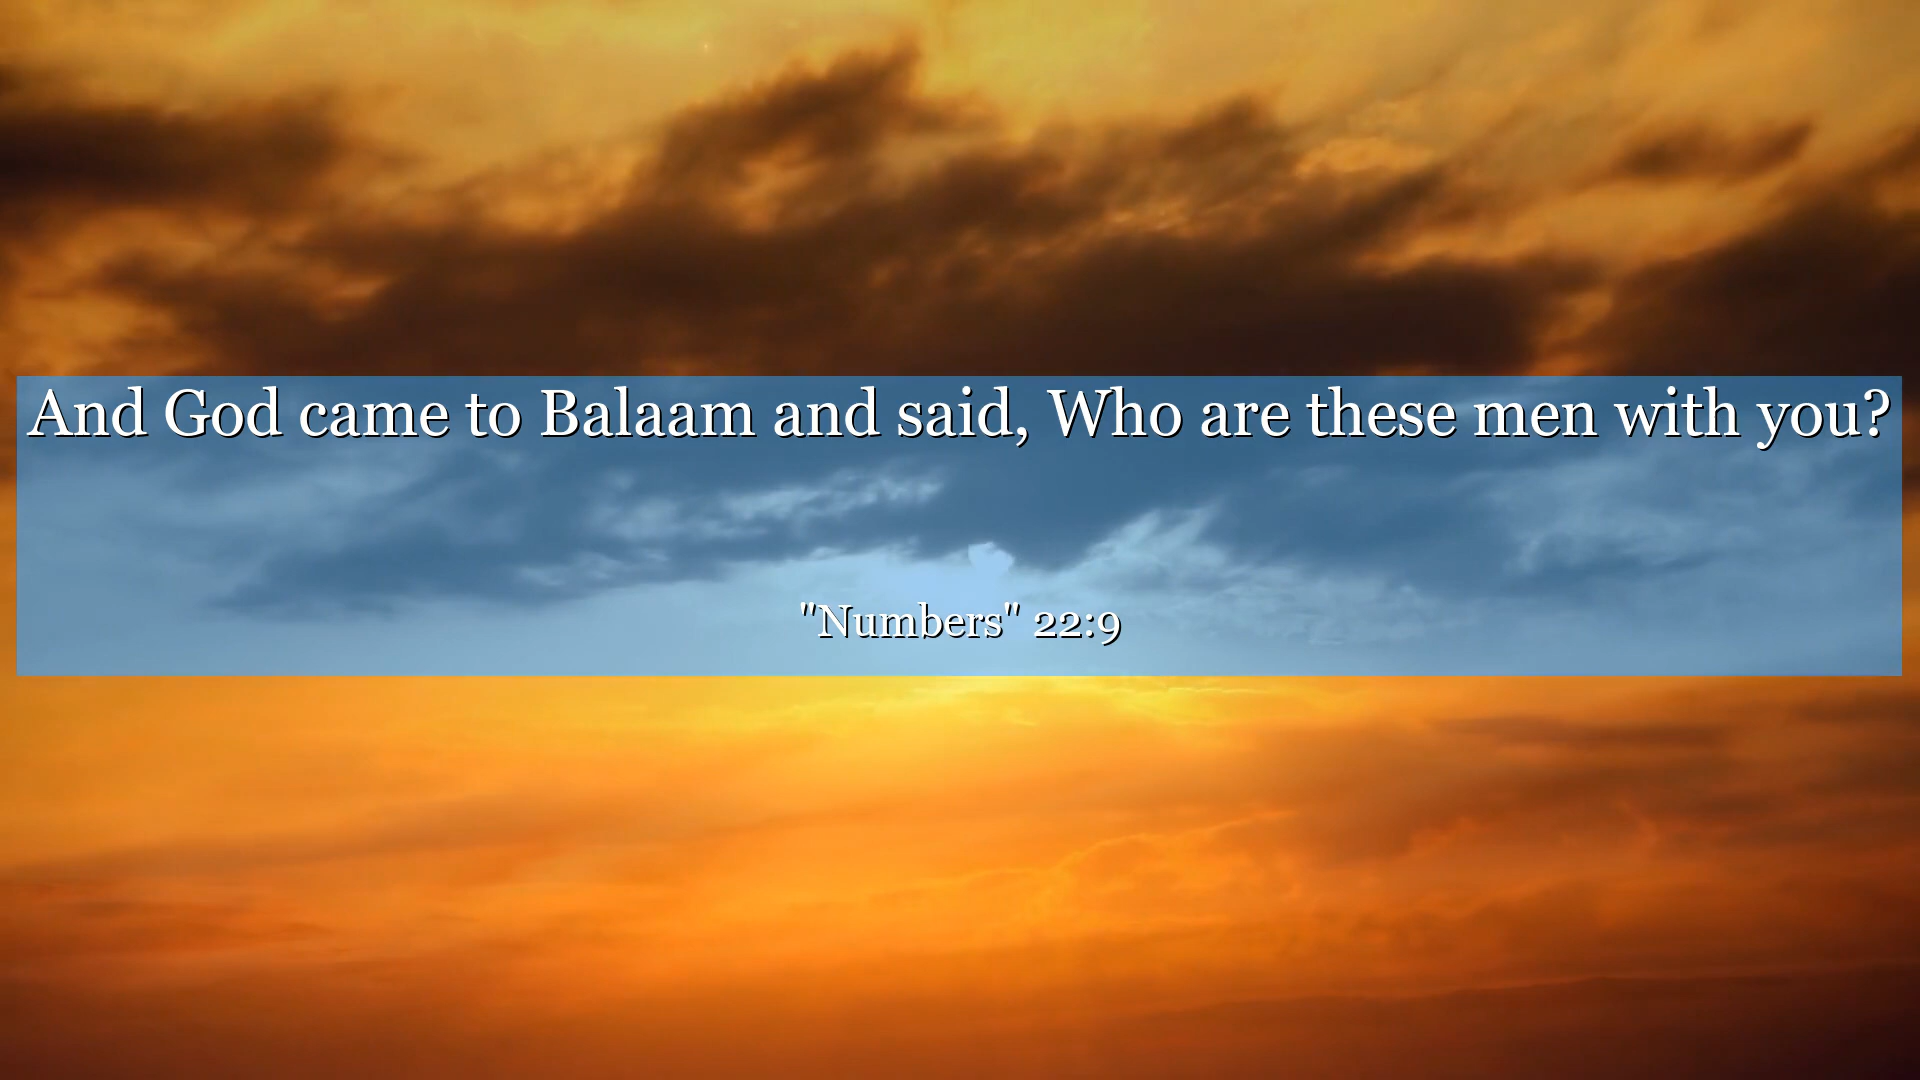 And God came to Balaam and said, Who are these men with you?
"Numbers" 22:9